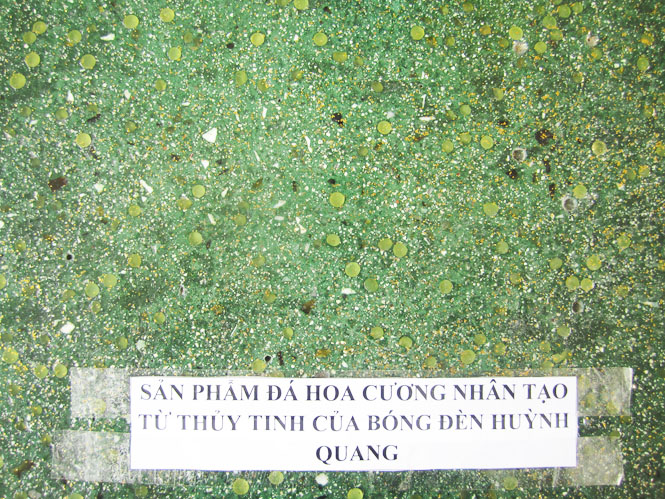 SẢN PHẨM ĐÁ HOA CƯƠNG NHÂN TẠO
TỪ THỦY TINH CỦA BÓNG ĐÈN HUỲNH
QUANG